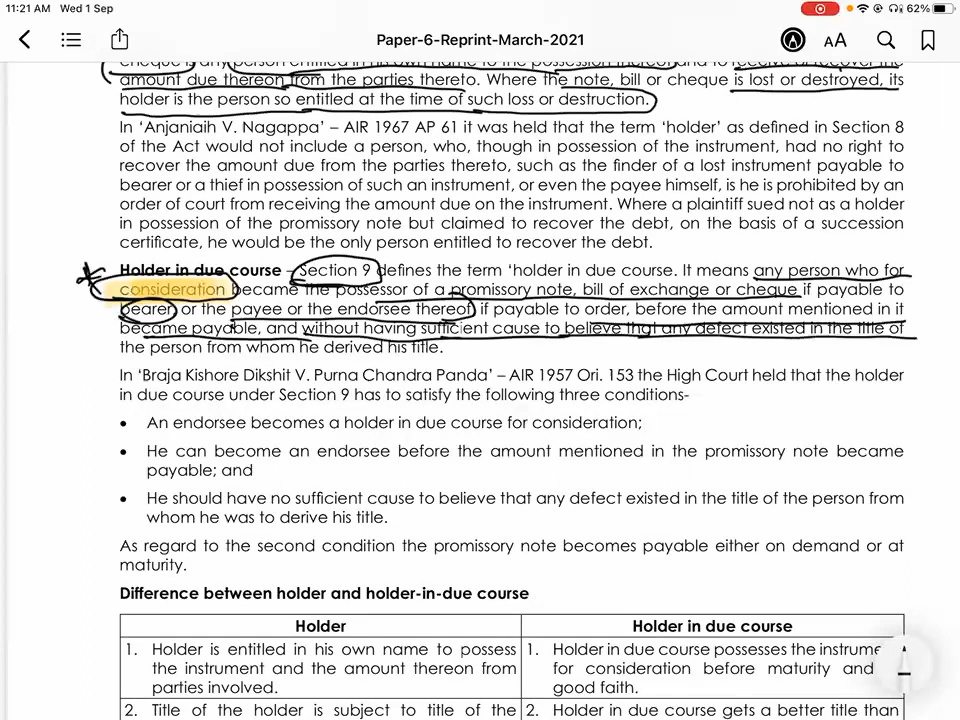 11:21 AM Wed 1 Sep
62%
Paper-6-Reprint-March-2021
AA
cheque is any person entitled in his own name to the possession thereof and to receive or recover the
amount due thereon from the parties thereto. Where the note, bill or cheque is lost or destroyed, its
holder is the person so entitled at the time of such loss or destruction.
In ‘Anjaniaih V. Nagappa’ – AIR 1967 AP 61 it was held that the term ‘holder’ as defined in Section 8
of the Act would not include a person, who, though in possession of the instrument, had no right to
recover the amount due from the parties thereto, such as the finder of a lost instrument payable to
bearer or a thief in possession of such an instrument, or even the payee himself, is he is prohibited by an
order of court from receiving the amount due on the instrument. Where a plaintiff sued not as a holder
in possession of the promissory note but claimed to recover the debt, on the basis of a succession
certificate, he would be the only person entitled to recover the debt.
Holder in due course – Section 9 defines the term ‘holder in due course. It means any person who for
consideration became the possessor of a promissory note, bill of exchange or cheque if payable to
bearer or the payee or the endorsee thereof if payable to order, before the amount mentioned in it
became payable, and without having sufficient cause to believe that any defect existed in the title of
the person from whom he derived his title.
In ‘Braja Kishore Dikshit V. Purna Chandra Panda’ – AIR 1957 Ori. 153 the High Court held that the holder
in due course under Section 9 has to satisfy the following three conditions-
• An endorsee becomes a holder in due course for consideration;
• He can become an endorsee before the amount mentioned in the promissory note became
payable; and
• He should have no sufficient cause to believe that any defect existed in the title of the person from
whom he was to derive his title.
As regard to the second condition the promissory note becomes payable either on demand or at
maturity.
Difference between holder and holder-in-due course
Holder
Holder in due course
1. Holder is entitled in his own name to possess
the instrument and the amount thereon from
parties involved.
1. Holder in due course possesses the instrume
for consideration before maturity and
good faith.
2. Title of the holder is subject to title of the
2. Holder in due course gets a better title than